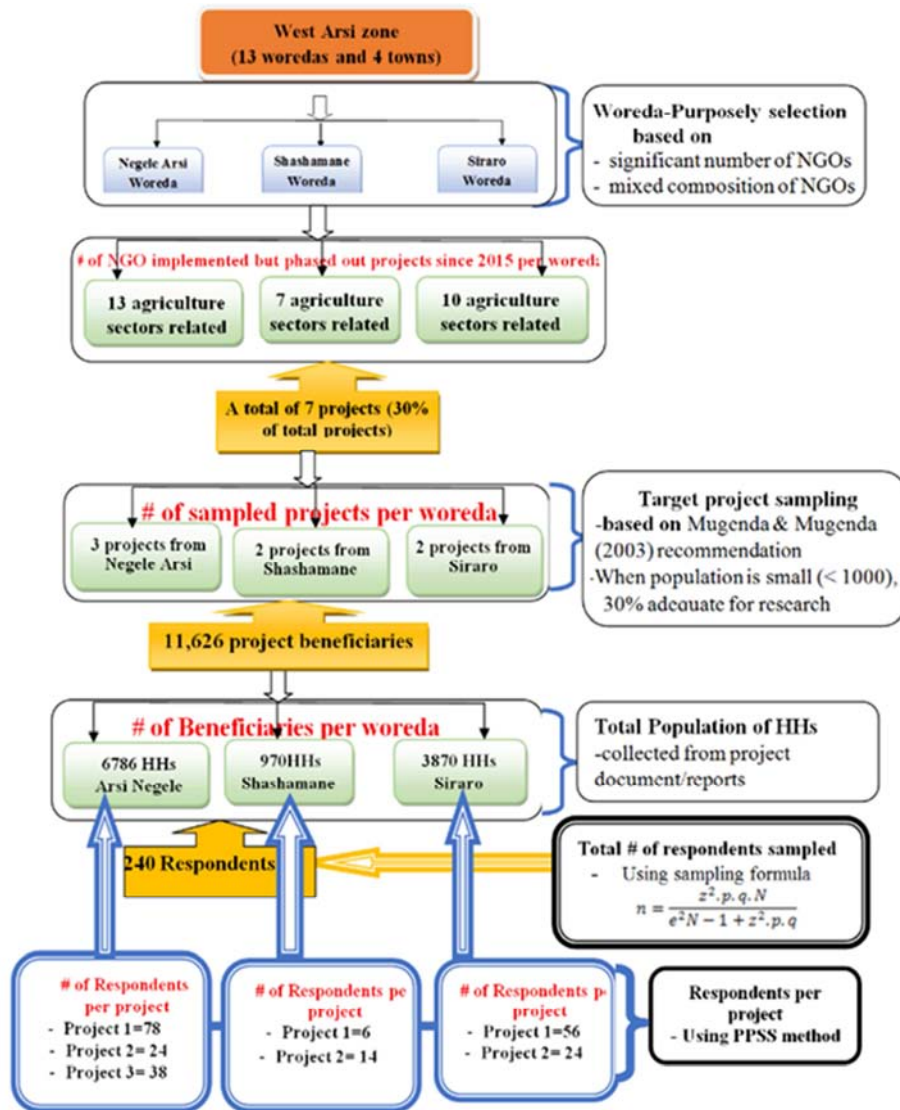 West Arsi zone
(13 woredas and 4 towns)
Negele Arsi
Woreda
Shashamane
Woreda
Siraro
Woreda
Woreda-Purposely selection
based on
- significant number of NGOs
- mixed composition of NGOs
# of NGO implemented but phased out projects since 2015 per woreda
13 agriculture
sectors related
7 agriculture
sectors related
10 agriculture
sectors related
A total of 7 projects (30%
of total projects)
# of sampled projects per woreda
3 projects from
Negele Arsi
2 projects from
Shashamane
2 projects from
Siraro
Target project sampling
-based on Mugenda & Mugenda
(2003) recommendation
-When population is small (< 1000),
30% adequate for research
11,626 project beneficiaries
# of Beneficiaries per woreda
6786 HHs
Arsi Negele
970HHs
Shashamane
3870 HHs
Siraro
Total Population of HHs
-collected from project
document/reports
240 Respondents
Total # of respondents sampled
- Using sampling formula
n = z².p.q.N / e²N − 1 + z².p.q
# of Respondents
per project
- Project 1=78
- Project 2= 24
- Project 3= 38
# of Respondents pe
project
- Project 1=6
- Project 2= 14
# of Respondents p
project
- Project 1=56
- Project 2= 24
Respondents per
project
- Using PPSS method